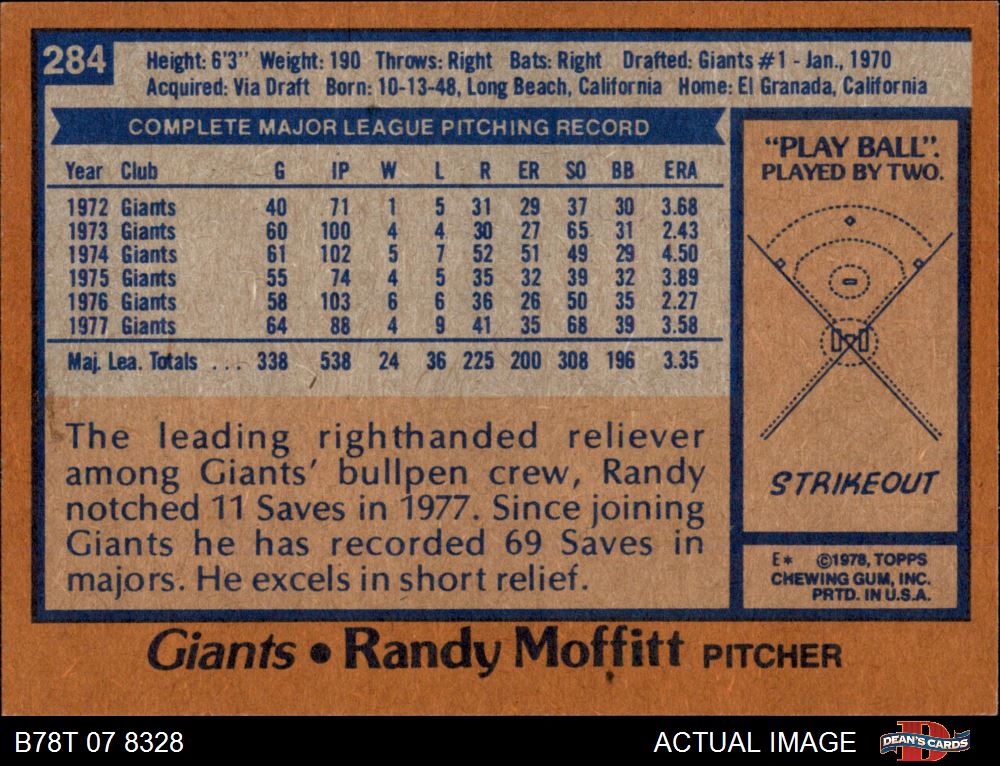 284
Height: 6'3" Weight: 190 Throws: Right Bats: Right Drafted: Giants #1 - Jan., 1970
Acquired: Via Draft Born: 10-13-48, Long Beach, California Home: El Granada, California
COMPLETE MAJOR LEAGUE PITCHING RECORD
Year Club G IP W L R ER SO BB ERA
1972 Giants 40 71 1 5 31 29 37 30 3.68
1973 Giants 60 100 4 4 30 27 65 31 2.43
1974 Giants 61 102 5 7 52 51 49 29 4.50
1975 Giants 55 74 4 5 35 32 39 32 3.89
1976 Giants 58 103 6 6 36 26 50 35 2.27
1977 Giants 64 88 4 9 41 35 68 39 3.58
Maj. Lea. Totals ... 338 538 24 36 225 200 308 196 3.35
The leading righthanded reliever
among Giants' bullpen crew, Randy
notched 11 Saves in 1977. Since joining
Giants he has recorded 69 Saves in
majors. He excels in short relief.
"PLAY BALL".
PLAYED BY TWO.
STRIKEOUT
E* ©1978, TOPPS
CHEWING GUM, INC.
PRTD. IN U.S.A.
Giants • Randy Moffitt PITCHER
B78T 07 8328
ACTUAL IMAGE
DEAN'S CARDS